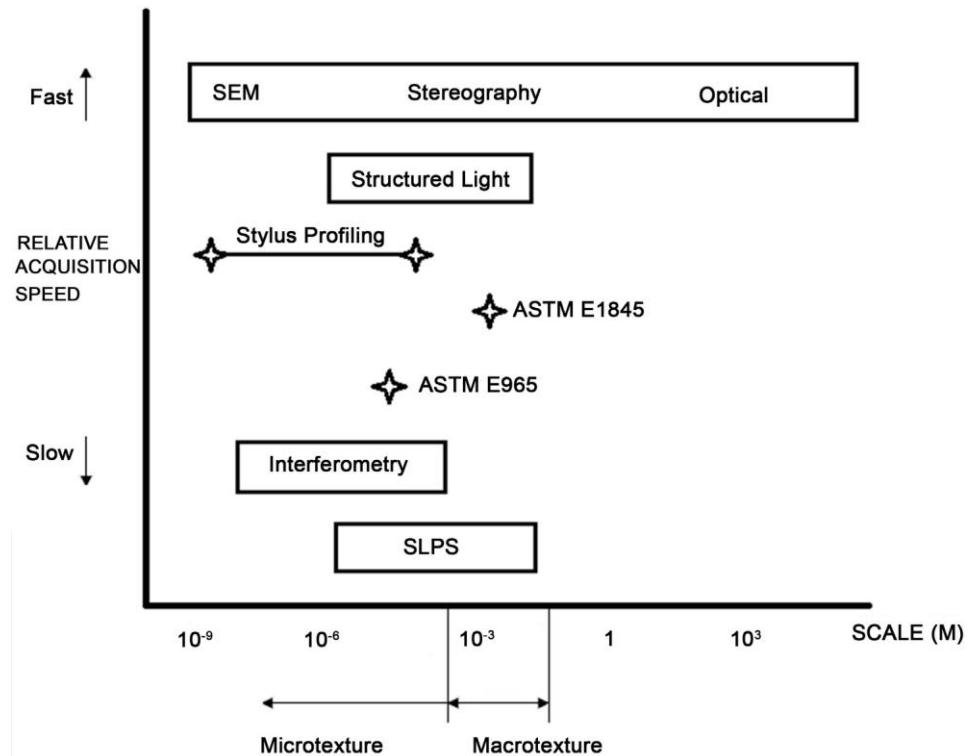 Fast
SEM Stereography Optical
Structured Light
Stylus Profiling
RELATIVE
ACQUISITION
SPEED
ASTM E1845
ASTM E965
Slow
Interferometry
SLPS
10⁻⁹ 10⁻⁶ 10⁻³ 1 10³ SCALE (M)
Microtexture Macrotexture